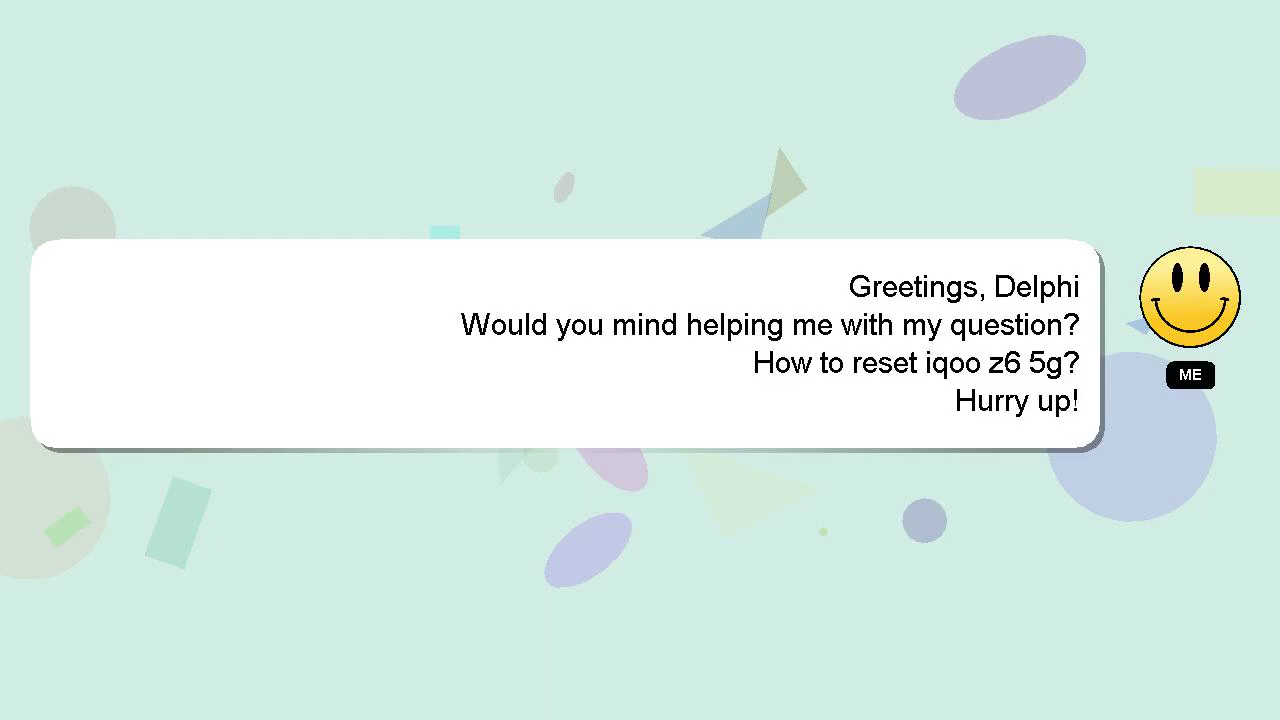 Greetings, Delphi
Would you mind helping me with my question?
How to reset iqoo z6 5g?
Hurry up!
ME